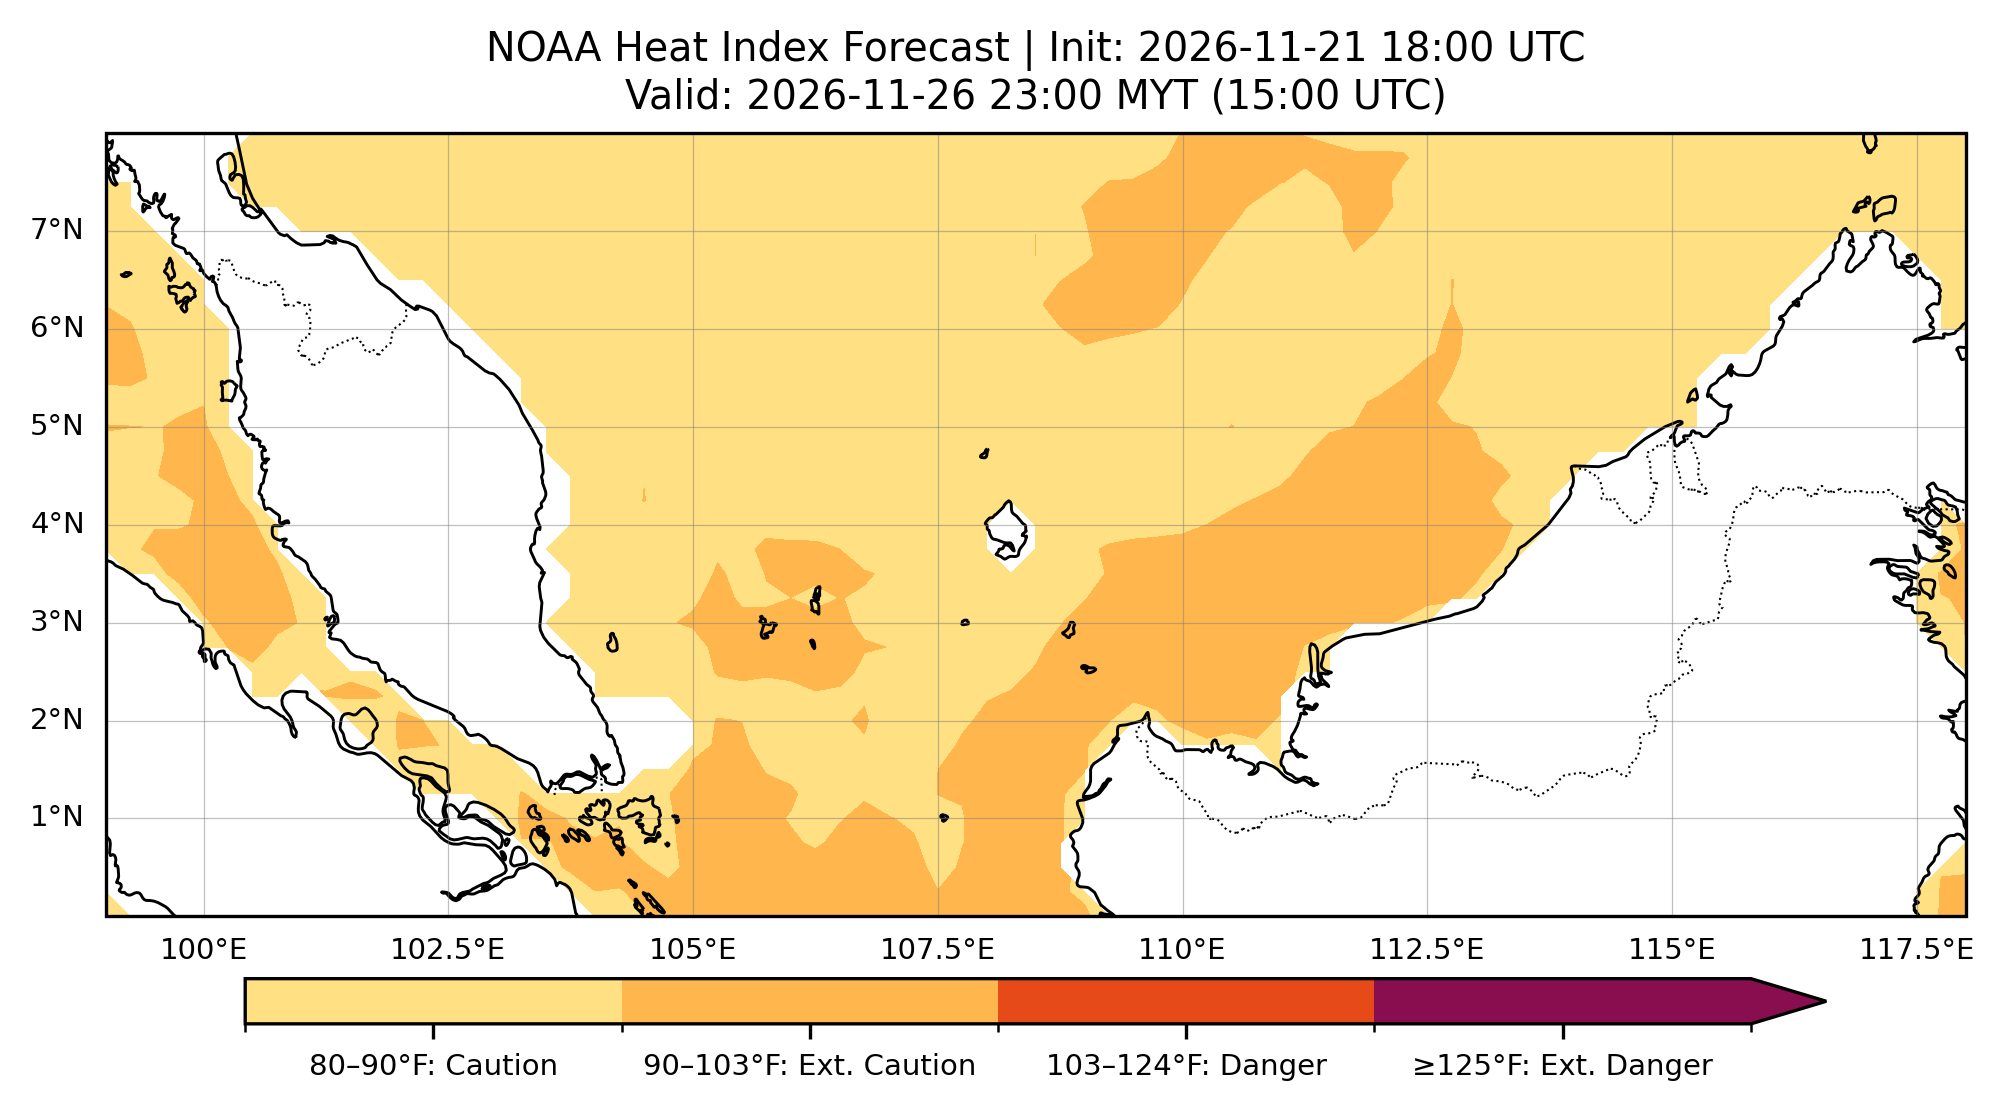 NOAA Heat Index Forecast | Init: 2026-11-21 18:00 UTC
Valid: 2026-11-26 23:00 MYT (15:00 UTC)
7°N
6°N
5°N
4°N
3°N
2°N
1°N
100°E 102.5°E 105°E 107.5°E 110°E 112.5°E 115°E 117.5°E
80–90°F: Caution 90–103°F: Ext. Caution 103–124°F: Danger ≥125°F: Ext. Danger